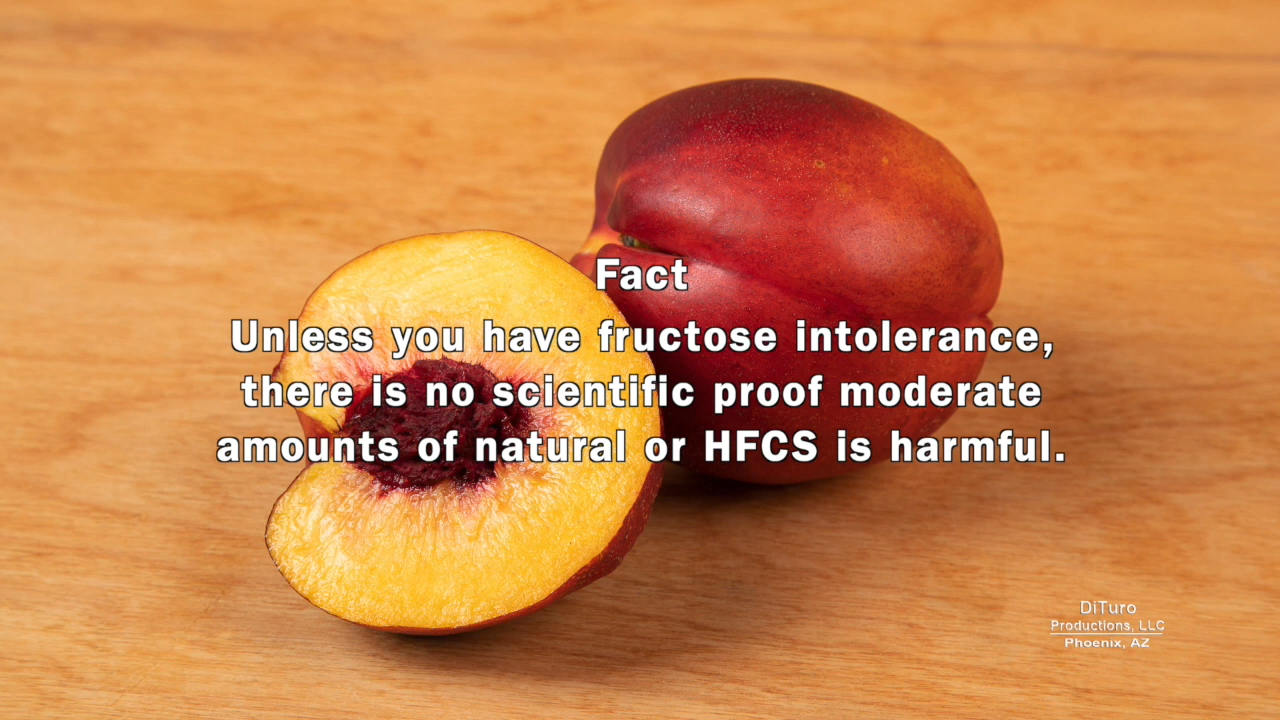 Fact
Unless you have fructose intolerance,
there is no scientific proof moderate
amounts of natural or HFCS is harmful.
DiTuro
Productions, LLC
Phoenix, AZ